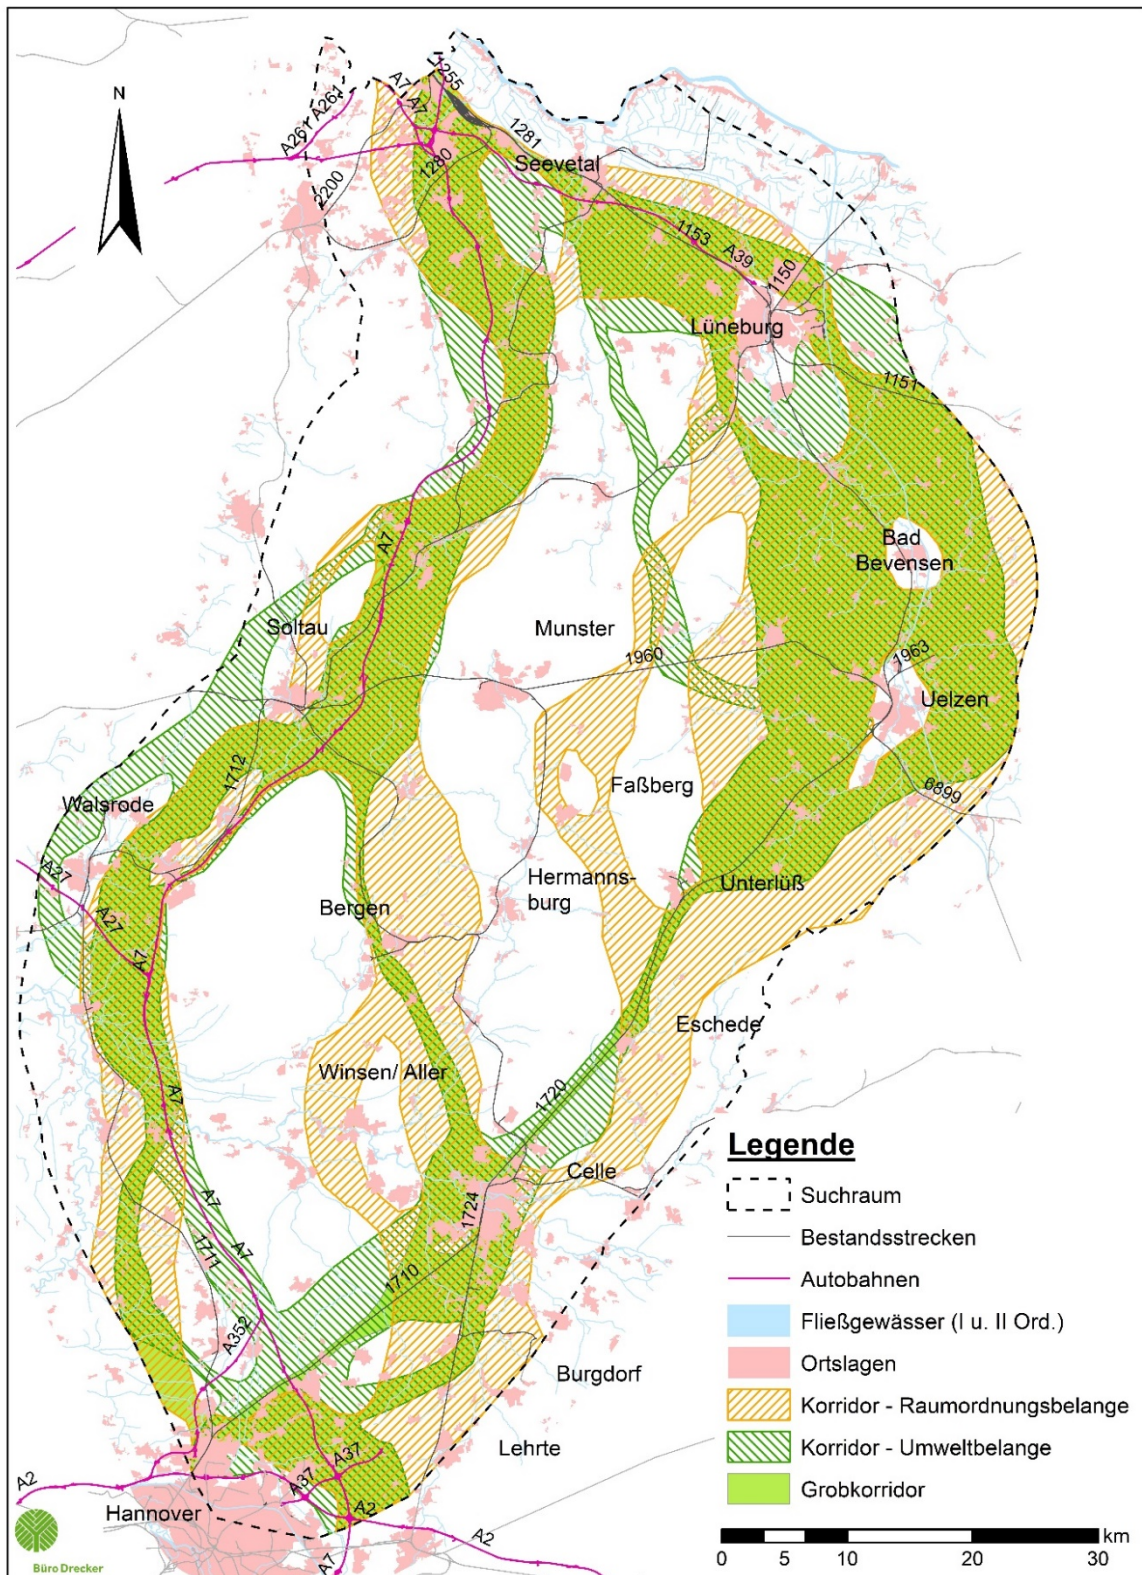 N
A7
A7
1255
A261
A261
1281
Seevetal
1280
2200
1153
A39
1150
Lüneburg
1151
A7
Bad
Bevensen
Soltau
Munster
1960
1963
Uelzen
1712
Walsrode
Faßberg
6899
A27
A27
Hermanns-
burg
Unterlüß
Bergen
A7
Eschede
Winsen/ Aller
A7
1720
Celle
1724
A7
A7
1711
1710
A352
Burgdorf
Lehrte
A37
A37
A2
Hannover
A2
A2
A7
Büro Drecker
Legende
Suchraum
Bestandsstrecken
Autobahnen
Fließgewässer (I u. II Ord.)
Ortslagen
Korridor - Raumordnungsbelange
Korridor - Umweltbelange
Grobkorridor
km
0 5 10 20 30